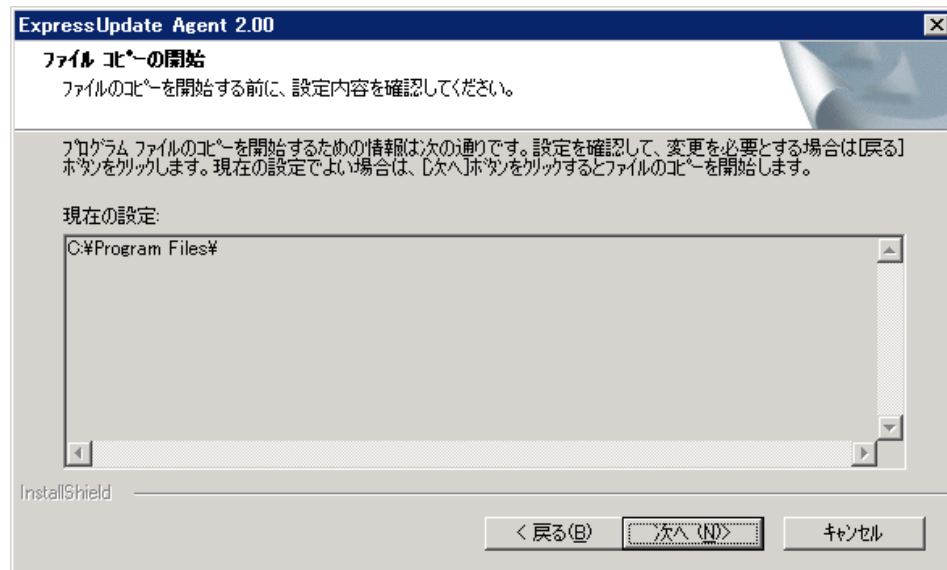 ExpressUpdate Agent 2.00
ファイル コピーの開始
ファイルのコピーを開始する前に、設定内容を確認してください。
プログラム ファイルのコピーを開始するための情報は次の通りです。設定を確認して、変更を必要とする場合は[戻る]
ボタンをクリックします。現在の設定でよい場合は、[次へ]ボタンをクリックするとファイルのコピーを開始します。
現在の設定:
C:¥Program Files¥
InstallShield
< 戻る(B)
次へ (N)>
キャンセル